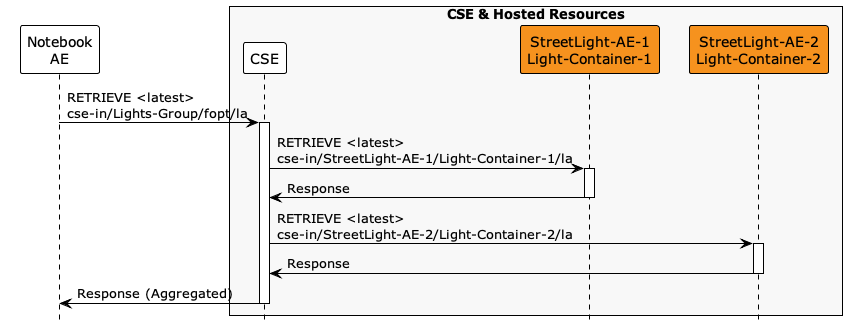 CSE & Hosted Resources
Notebook
AE
CSE
StreetLight-AE-1
Light-Container-1
StreetLight-AE-2
Light-Container-2
RETRIEVE <latest>
cse-in/Lights-Group/fopt/la
RETRIEVE <latest>
cse-in/StreetLight-AE-1/Light-Container-1/la
Response
RETRIEVE <latest>
cse-in/StreetLight-AE-2/Light-Container-2/la
Response
Response (Aggregated)